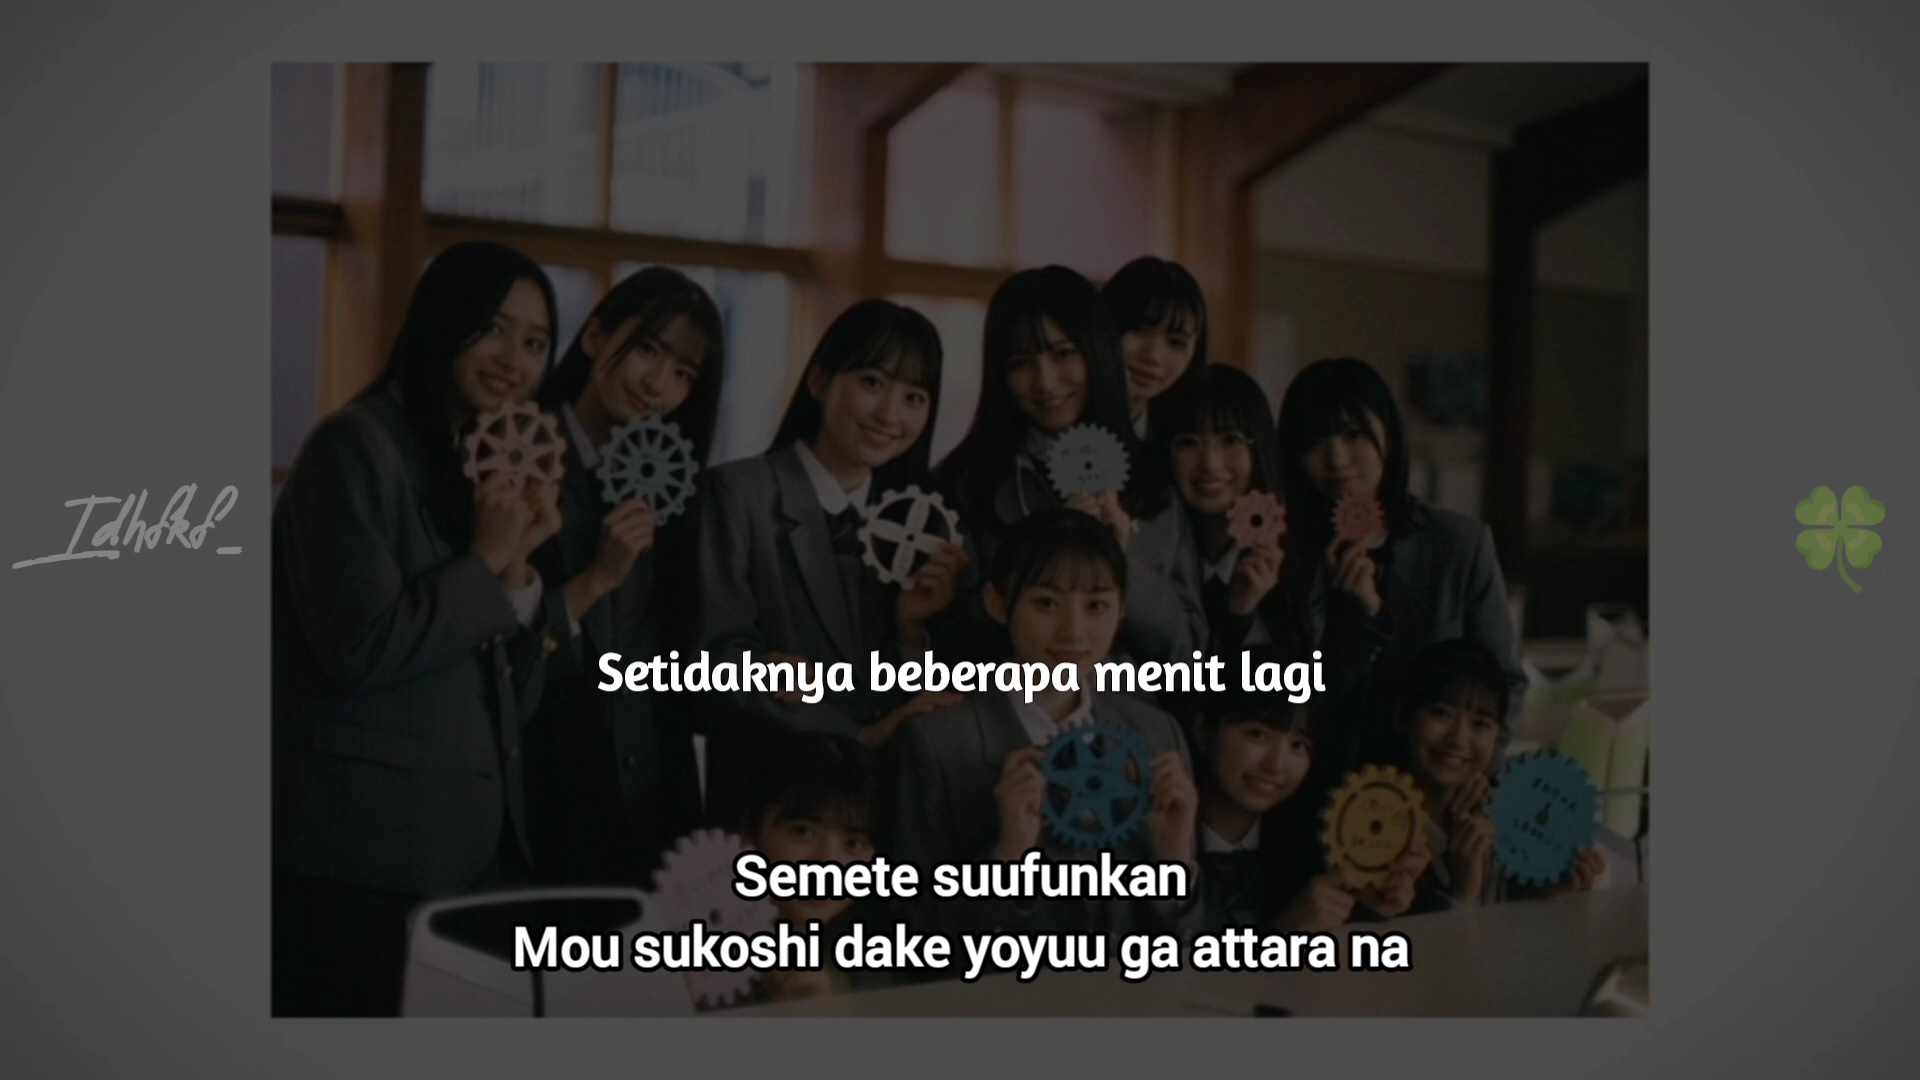 Setidaknya beberapa menit lagi
Semete suufunkan
Mou sukoshi dake yoyuu ga attara na